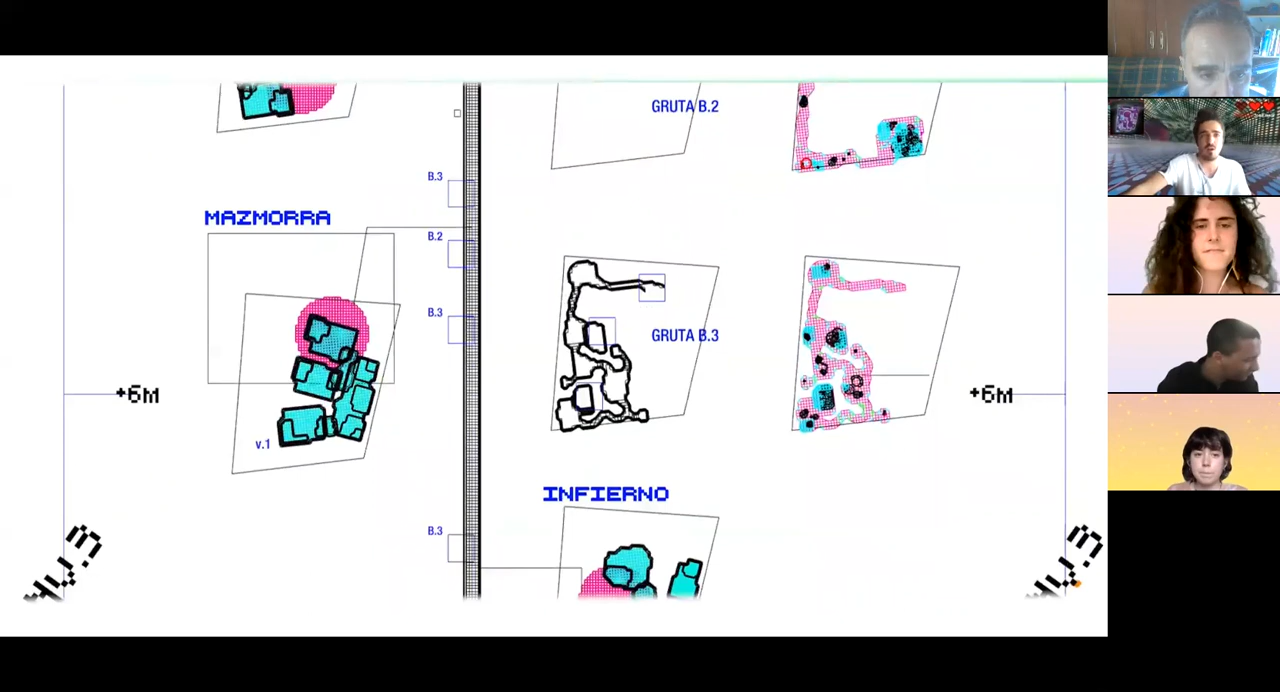 GRUTA B.2
B.3
MAZMORRA
B.2
B.3
GRUTA B.3
+6M
+6M
v.1
INFIERNO
B.3